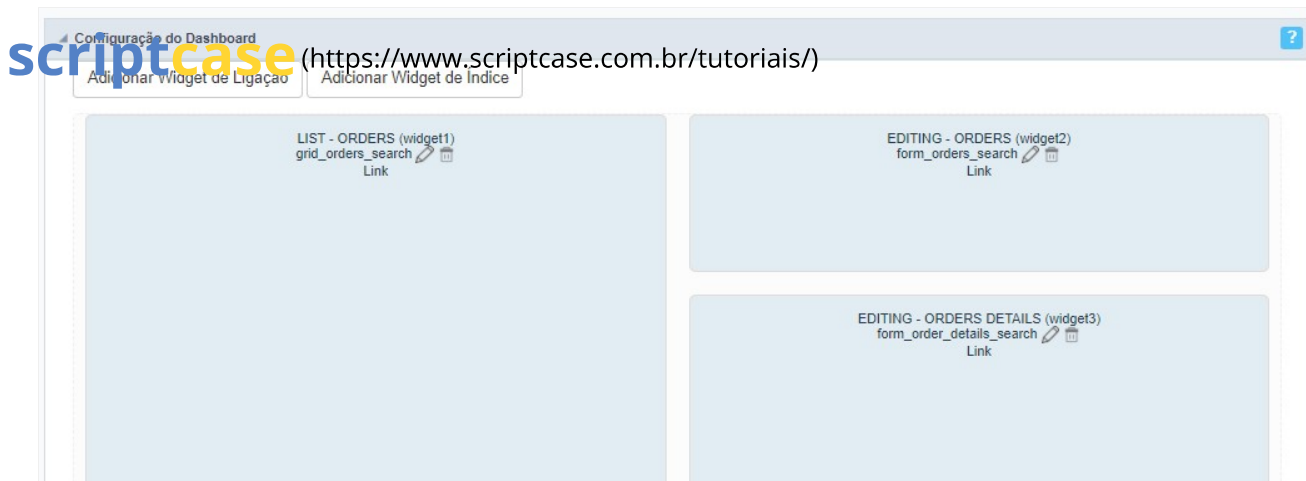 Configuração do Dashboard
?
scriptcase (https://www.scriptcase.com.br/tutoriais/)
Adicionar Widget de Ligação
Adicionar Widget de Índice
LIST - ORDERS (widget1)
grid_orders_search
Link
EDITING - ORDERS (widget2)
form_orders_search
Link
EDITING - ORDERS DETAILS (widget3)
form_order_details_search
Link